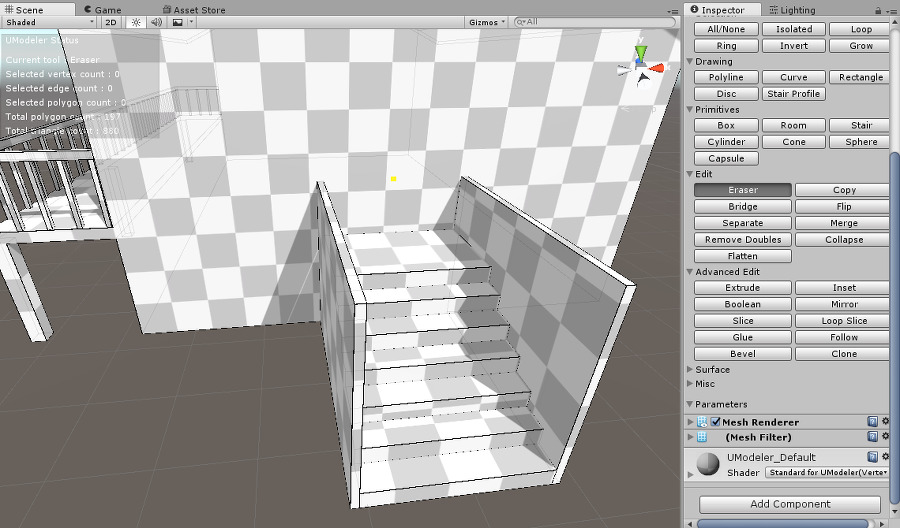 Scene Game Asset Store
Shaded 2D Gizmos All
UModeler Status
Current tool : Eraser
Selected vertex count : 0
Selected edge count : 0
Selected polygon count : 0
Total polygon count : 197
Total triangle count : 380
y
Inspector Lighting
Selection
All/None Isolated Loop
Ring Invert Grow
Drawing
Polyline Curve Rectangle
Disc Stair Profile
Primitives
Box Room Stair
Cylinder Cone Sphere
Capsule
Edit
Eraser Copy
Bridge Flip
Separate Merge
Remove Doubles Collapse
Flatten
Advanced Edit
Extrude Inset
Boolean Mirror
Slice Loop Slice
Glue Follow
Bevel Clone
Surface
Misc
Parameters
Mesh Renderer
(Mesh Filter)
UModeler_Default
Shader Standard for UModeler(Verte
Add Component